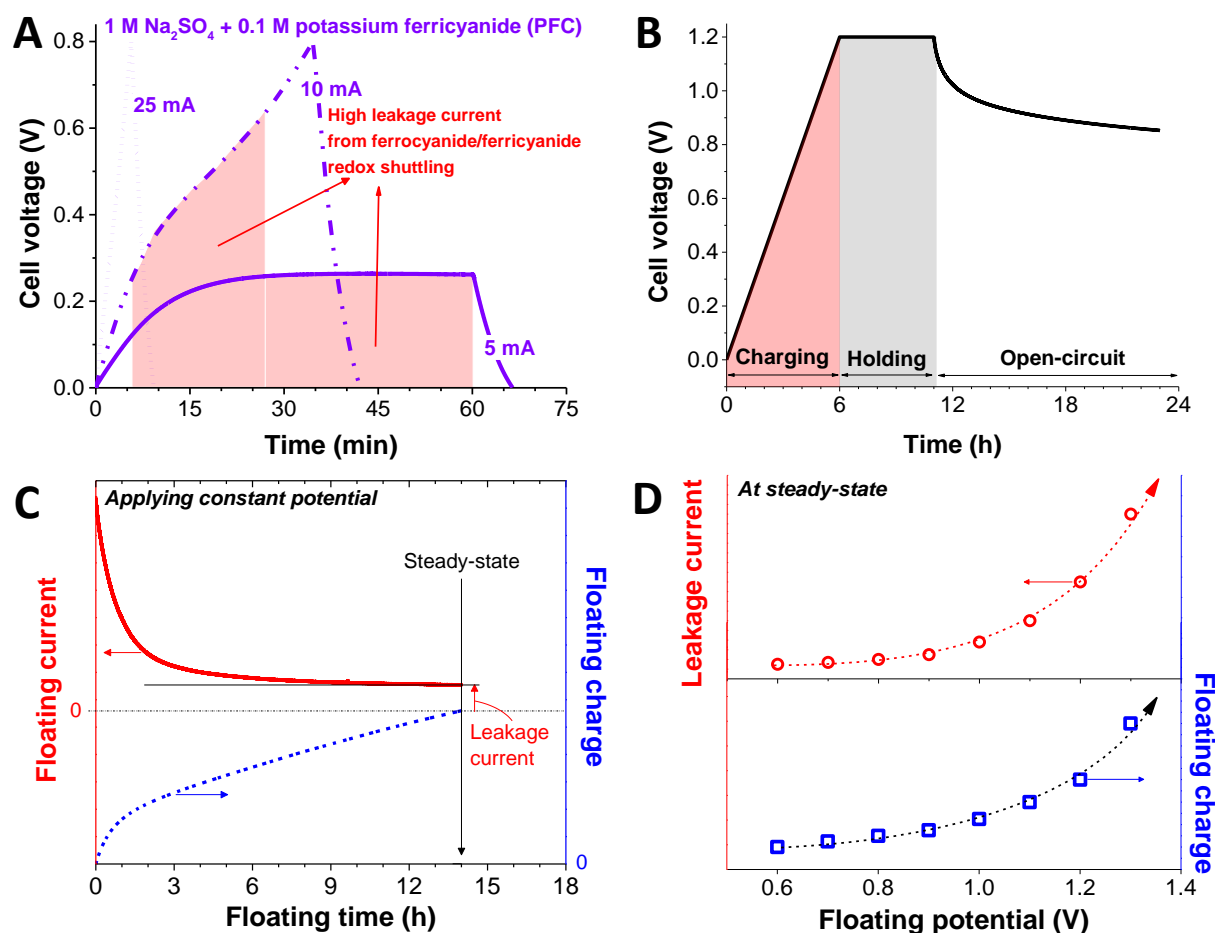 A
1 M Na₂SO₄ + 0.1 M potassium ferricyanide (PFC)
25 mA
10 mA
High leakage current
from ferrocyanide/ferricyanide
redox shuttling
5 mA
Cell voltage (V)
0.8
0.6
0.4
0.2
0.0
0 15 30 45 60 75
Time (min)
B
Cell voltage (V)
1.2
1.0
0.8
0.6
0.4
0.2
0.0
Charging Holding Open-circuit
0 6 12 18 24
Time (h)
C
Applying constant potential
Steady-state
Floating current
0
Leakage
current
Floating charge
0
0 3 6 9 12 15 18
Floating time (h)
D
At steady-state
Leakage current
Floating charge
0.6 0.8 1.0 1.2 1.4
Floating potential (V)